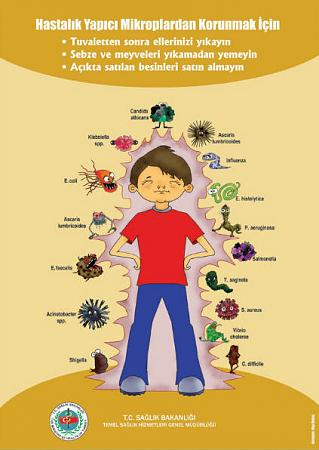 Hastalık Yapıcı Mikroplardan Korunmak İçin
• Tuvaletten sonra ellerinizi yıkayın
• Sebze ve meyveleri yıkamadan yemeyin
• Açıkta satılan besinleri satın almayın
Candida
albicans
Klebsiella
spp.
Ascaris
lumbricoides
Influenza
E.coli
E. histolytica
Ascaris
lumbricoides
P. aeruginosa
Salmonella
E.faecalis
T. saginata
Acinetobacter
spp.
S. aureus
Vibrio
cholerae
Shigella
C. difficile
T.C. SAĞLIK BAKANLIĞI
TEMEL SAĞLIK HİZMETLERİ GENEL MÜDÜRLÜĞÜ